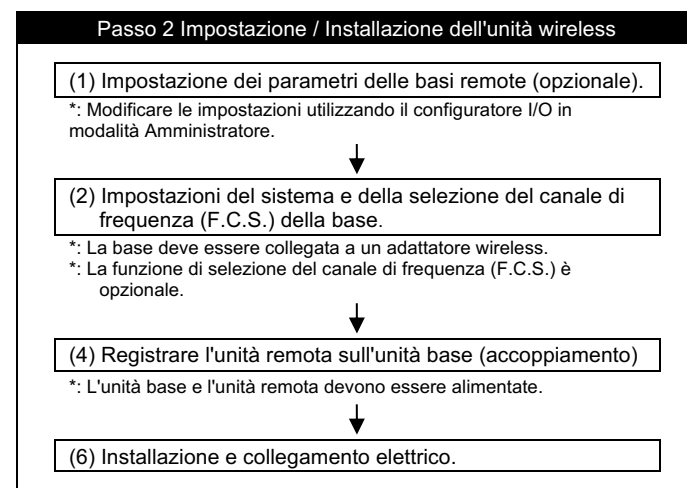 Passo 2 Impostazione / Installazione dell'unità wireless
(1) Impostazione dei parametri delle basi remote (opzionale).
*: Modificare le impostazioni utilizzando il configuratore I/O in
modalità Amministratore.
(2) Impostazioni del sistema e della selezione del canale di
frequenza (F.C.S.) della base.
*: La base deve essere collegata a un adattatore wireless.
*: La funzione di selezione del canale di frequenza (F.C.S.) è
opzionale.
(4) Registrare l'unità remota sull'unità base (accoppiamento)
*: L'unità base e l'unità remota devono essere alimentate.
(6) Installazione e collegamento elettrico.